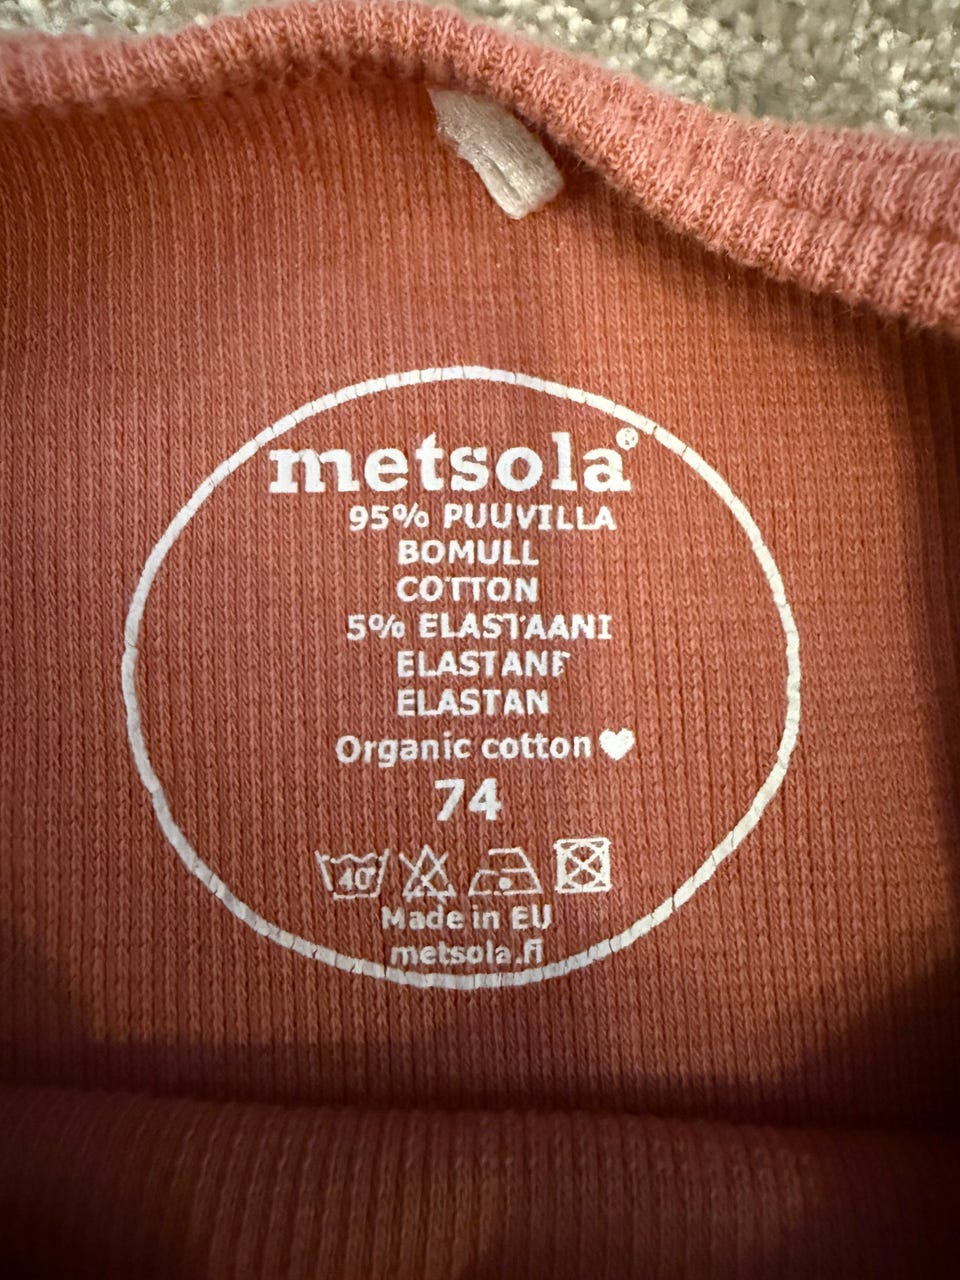 metsola®
95% PUUVILLA
BOMULL
COTTON
5% ELASTAANI
ELASTANE
ELASTAN
Organic cotton♥
74
40°
Made in EU
metsola.fi